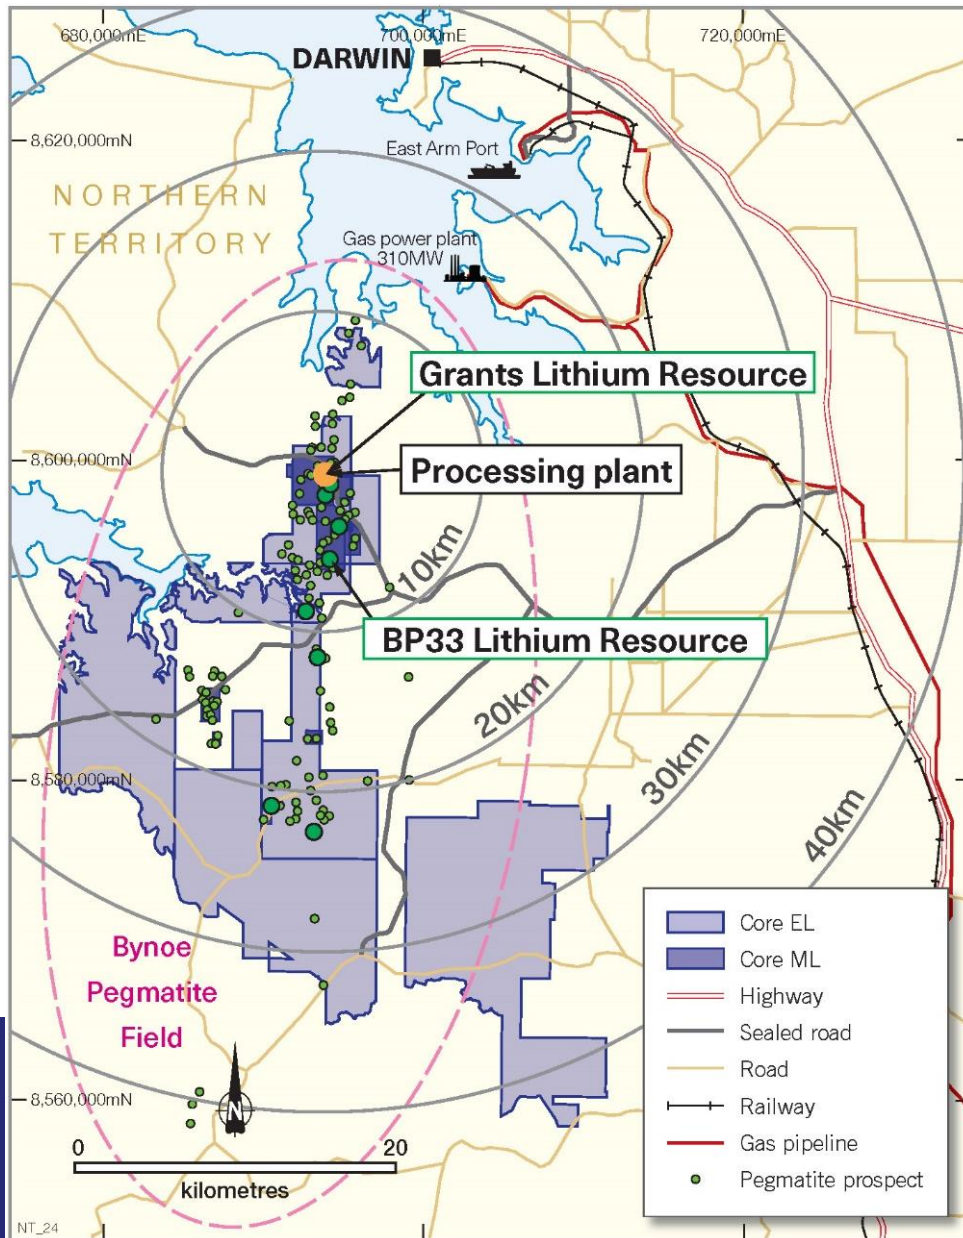 680,000mE
700,000mE
720,000mE
DARWIN
8,620,000mN
East Arm Port
NORTHERN
TERRITORY
Gas power plant
310MW
Grants Lithium Resource
8,600,000mN
Processing plant
10km
BP33 Lithium Resource
20km
8,580,000mN
30km
40km
Bynoe
Pegmatite
Field
Core EL
Core ML
Highway
Sealed road
Road
Railway
Gas pipeline
Pegmatite prospect
8,560,000mN
N
0 20
kilometres
NT_24